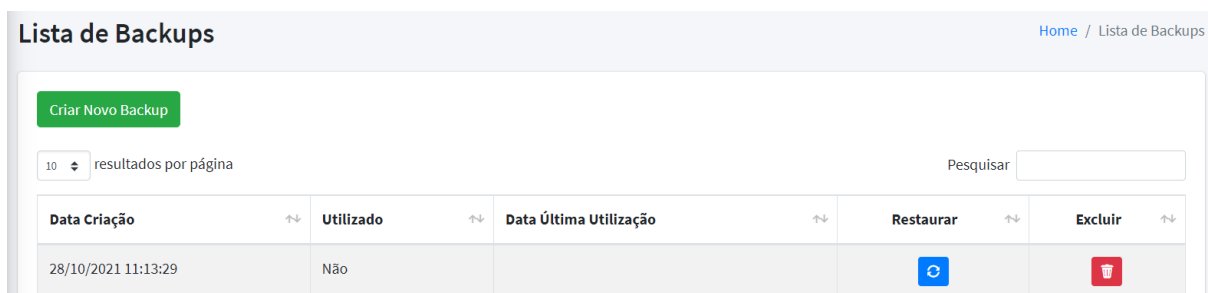 Lista de Backups
Home / Lista de Backups
Criar Novo Backup
10 resultados por página
Pesquisar
Data Criação Utilizado Data Última Utilização Restaurar Excluir
28/10/2021 11:13:29 Não